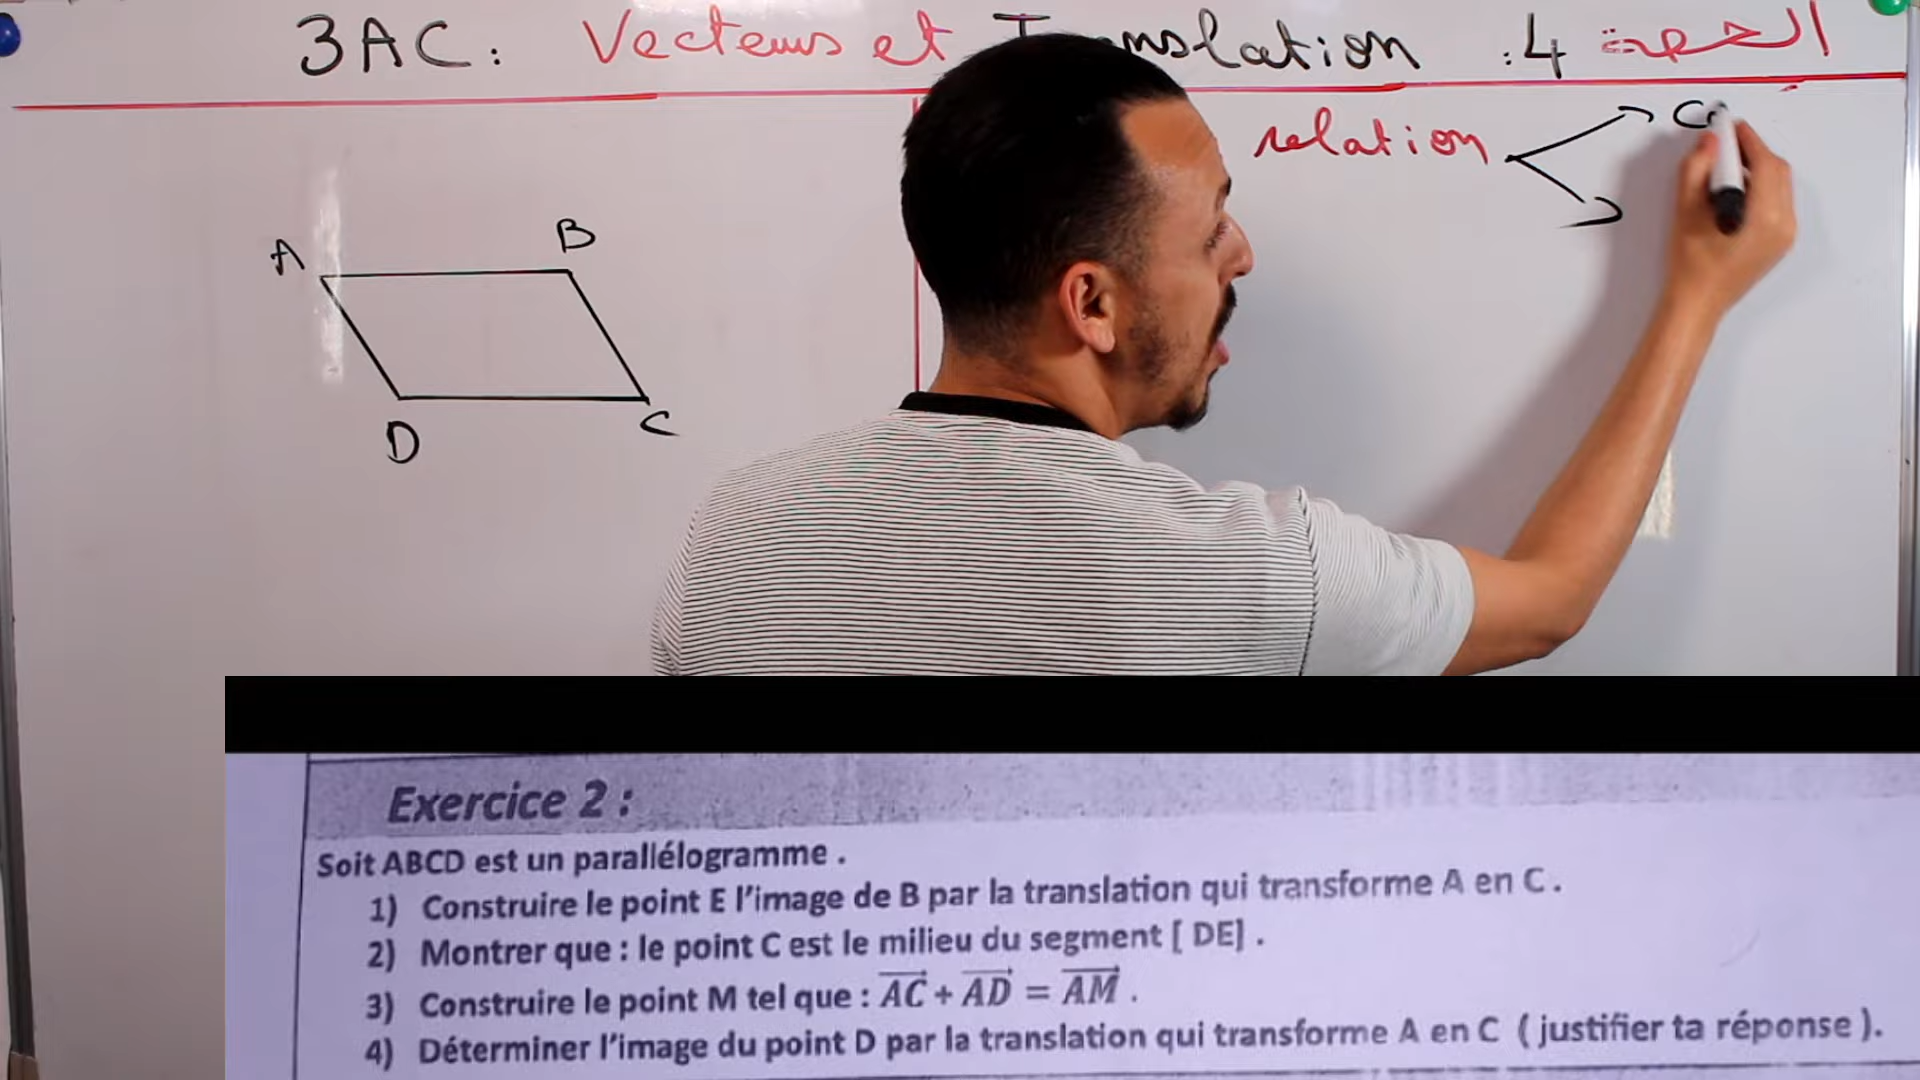 3AC: Vecteurs et Translation :4 الحصة
relation
C
A
B
D
C
Exercice 2 :
Soit ABCD est un parallélogramme .
1) Construire le point E l'image de B par la translation qui transforme A en C .
2) Montrer que : le point C est le milieu du segment [ DE] .
3) Construire le point M tel que : \overrightarrow{AC} + \overrightarrow{AD} = \overrightarrow{AM} .
4) Déterminer l'image du point D par la translation qui transforme A en C ( justifier ta réponse ).